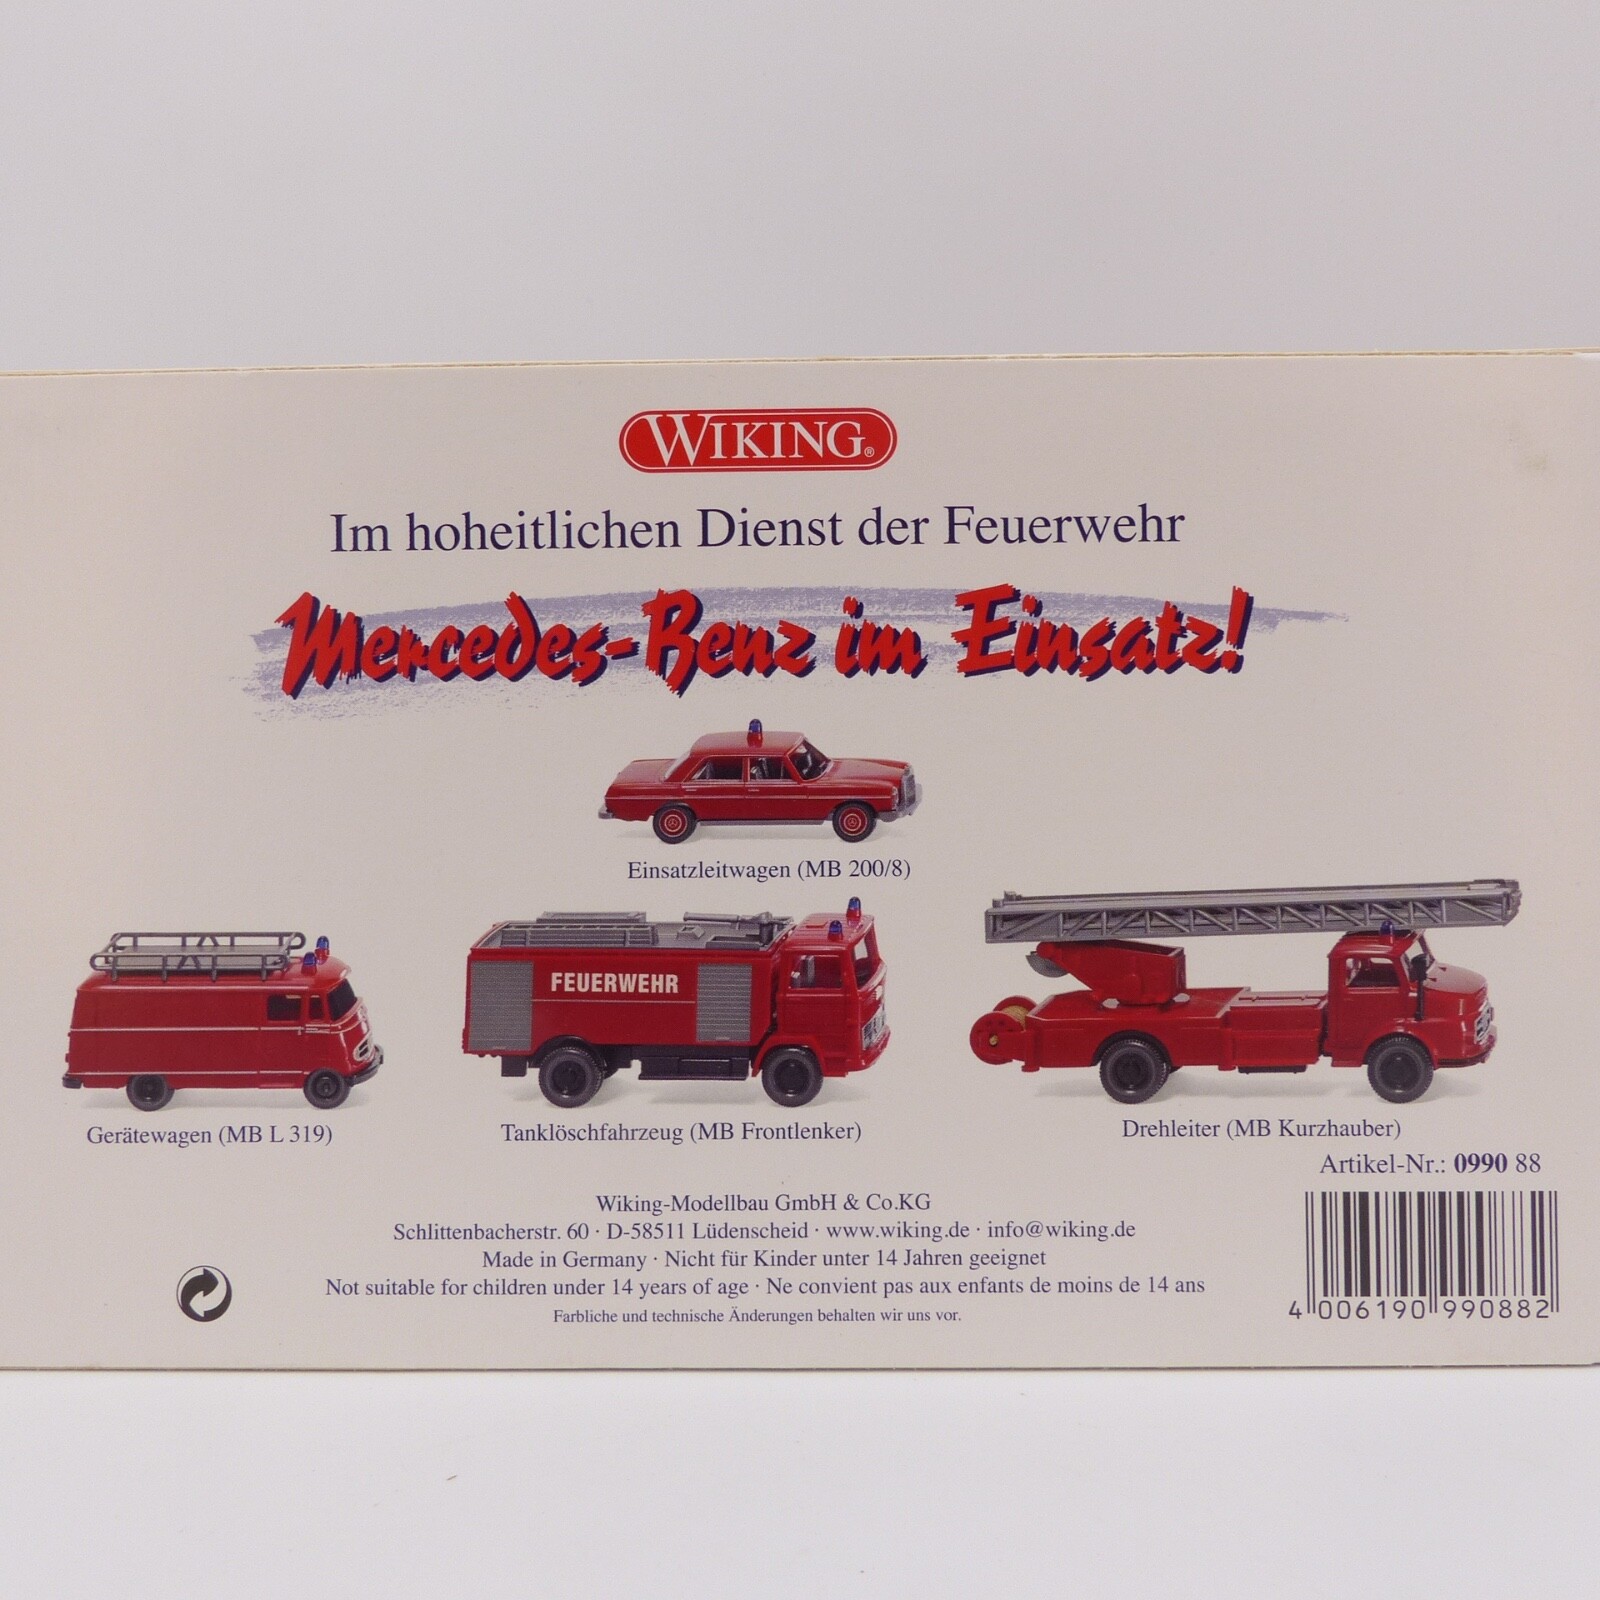 WIKING®
Im hoheitlichen Dienst der Feuerwehr
Mercedes-Benz im Einsatz!
Einsatzleitwagen (MB 200/8)
FEUERWEHR
Gerätewagen (MB L 319)
Tanklöschfahrzeug (MB Frontlenker)
Drehleiter (MB Kurzhauber)
Artikel-Nr.: 0990 88
Wiking-Modellbau GmbH & Co.KG
Schlittenbacherstr. 60 · D-58511 Lüdenscheid · www.wiking.de · info@wiking.de
Made in Germany · Nicht für Kinder unter 14 Jahren geeignet
Not suitable for children under 14 years of age · Ne convient pas aux enfants de moins de 14 ans
Farbliche und technische Änderungen behalten wir uns vor.
4 006190 990882